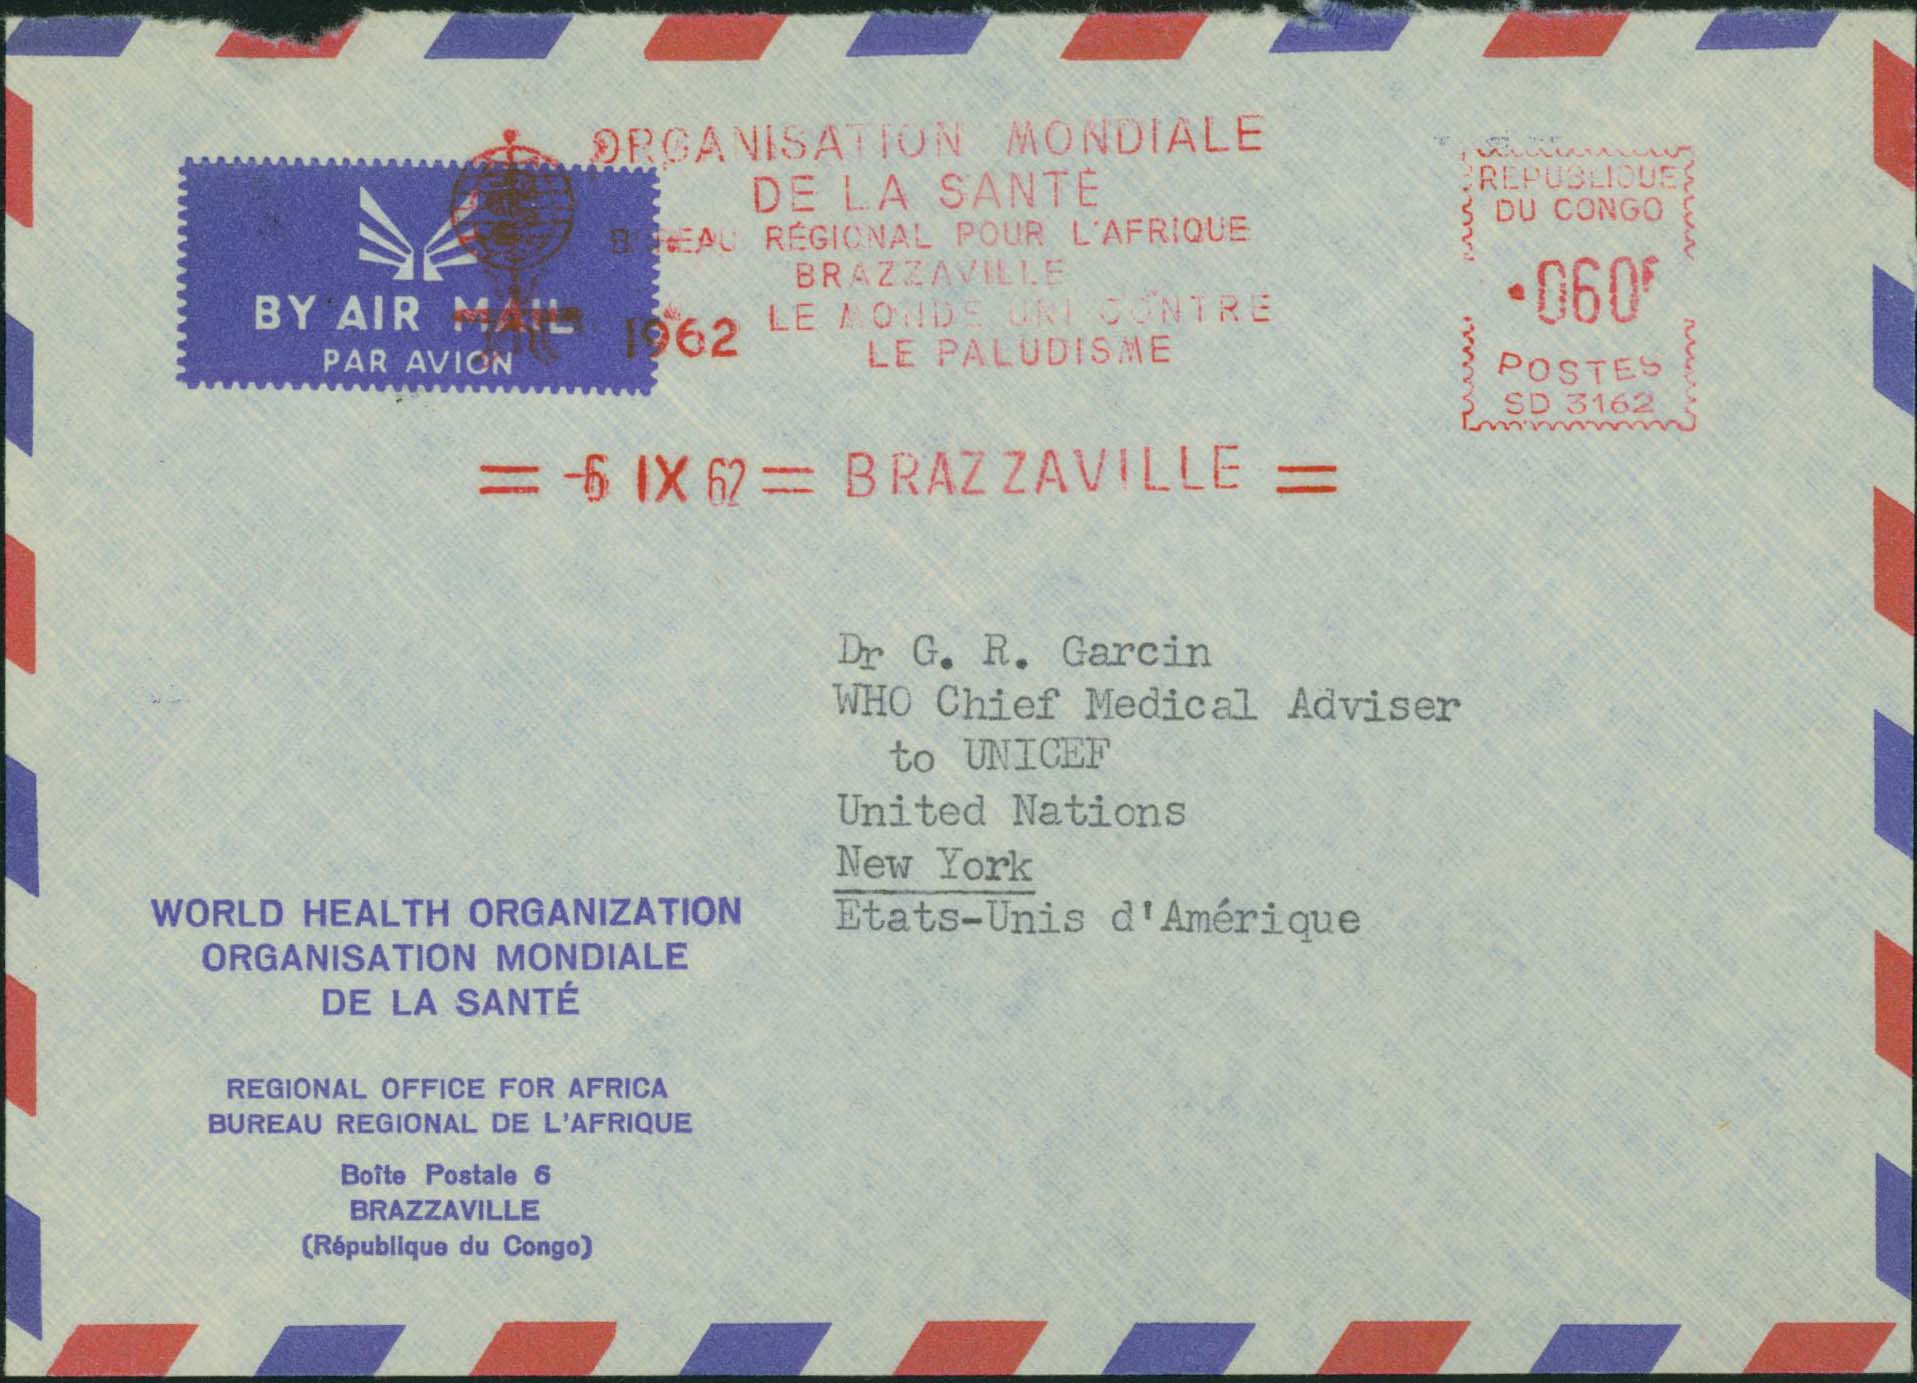 ORGANISATION MONDIALE
DE LA SANTÉ
BUREAU RÉGIONAL POUR L'AFRIQUE
BRAZZAVILLE
LE MONDE UNI CONTRE
LE PALUDISME
1962
BY AIR MAIL
PAR AVION
RÉPUBLIQUE
DU CONGO
060F
POSTES
SD 3162
= -6 IX 62 = BRAZZAVILLE =
Dr G. R. Garcin
WHO Chief Medical Adviser
to UNICEF
United Nations
New York
Etats-Unis d'Amérique
WORLD HEALTH ORGANIZATION
ORGANISATION MONDIALE
DE LA SANTÉ
REGIONAL OFFICE FOR AFRICA
BUREAU REGIONAL DE L'AFRIQUE
Boîte Postale 6
BRAZZAVILLE
(République du Congo)